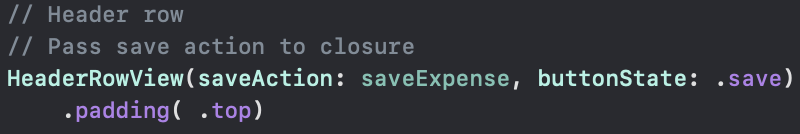 // Header row
// Pass save action to closure
HeaderRowView(saveAction: saveExpense, buttonState: .save)
    .padding( .top)